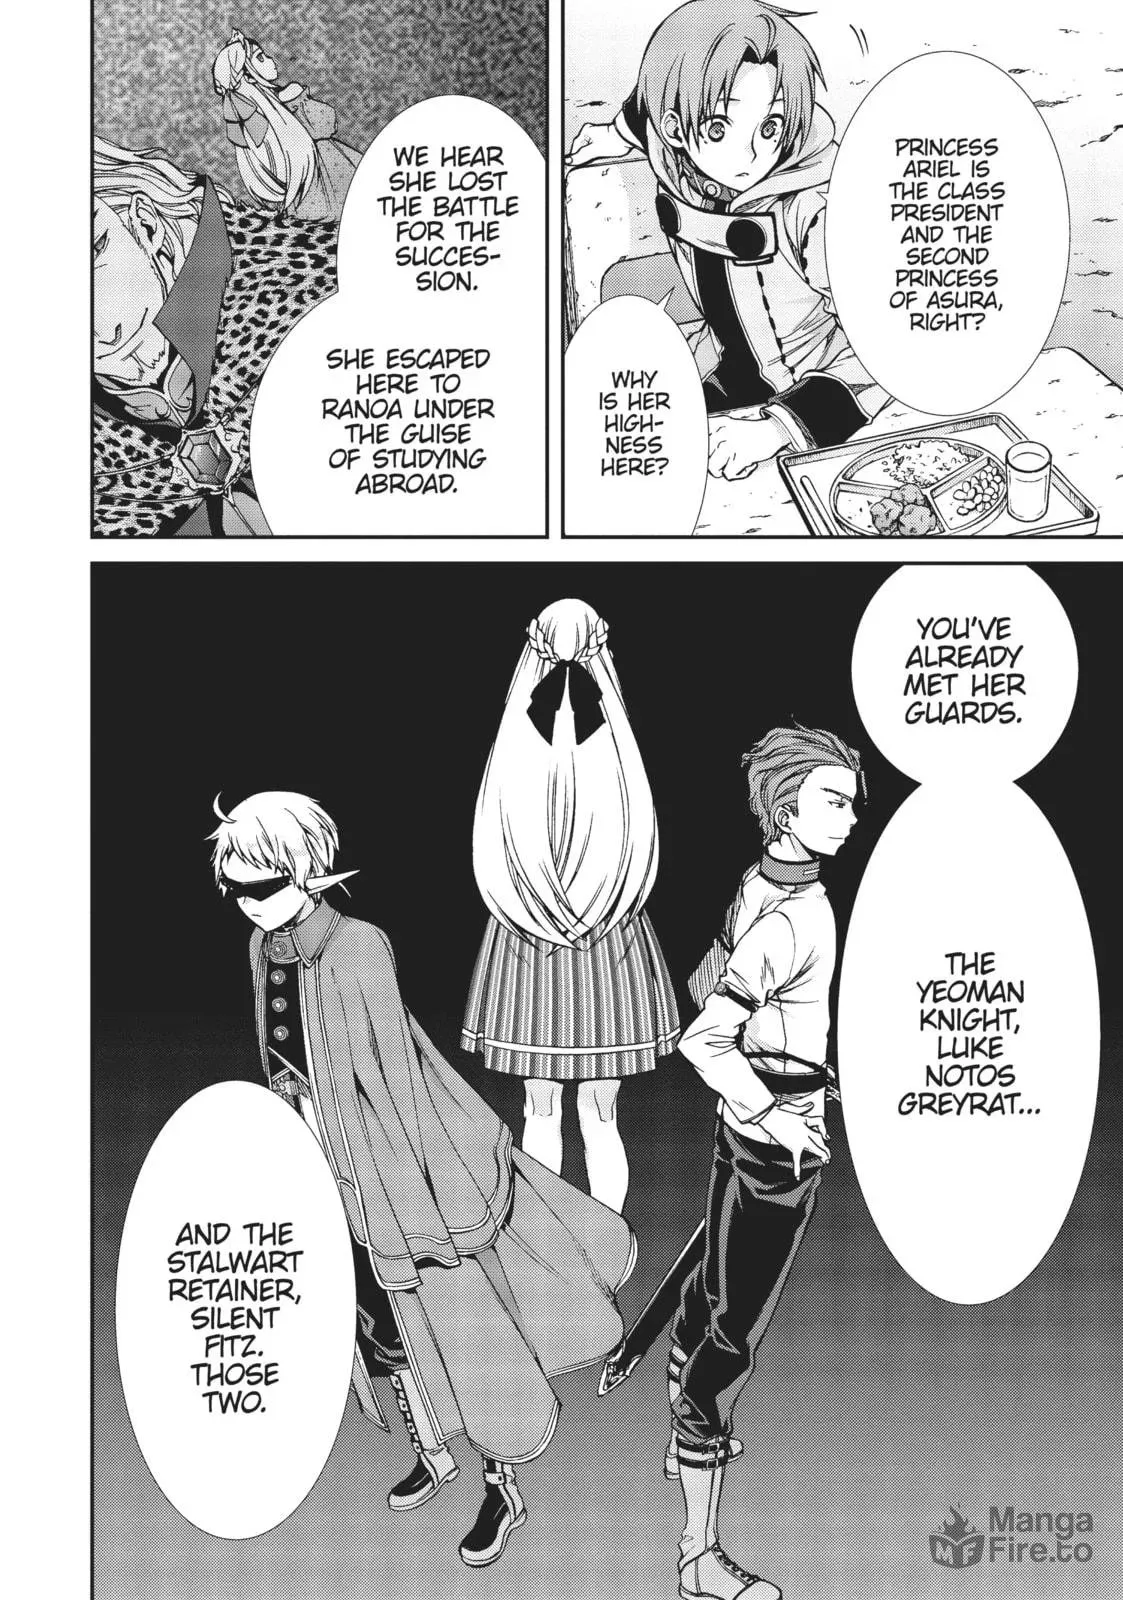 PRINCESS
ARIEL IS
THE CLASS
PRESIDENT
AND THE
SECOND
PRINCESS
OF ASURA,
RIGHT?
WHY
IS HER
HIGH-
NESS
HERE?
WE HEAR
SHE LOST
THE BATTLE
FOR THE
SUCCES-
SION.
SHE ESCAPED
HERE TO
RANOA UNDER
THE GUISE
OF STUDYING
ABROAD.
YOU'VE
ALREADY
MET HER
GUARDS.
THE
YEOMAN
KNIGHT,
LUKE
NOTOS
GREYRAT...
AND THE
STALWART
RETAINER,
SILENT
FITZ.
THOSE
TWO.
MF
Manga
Fire.to